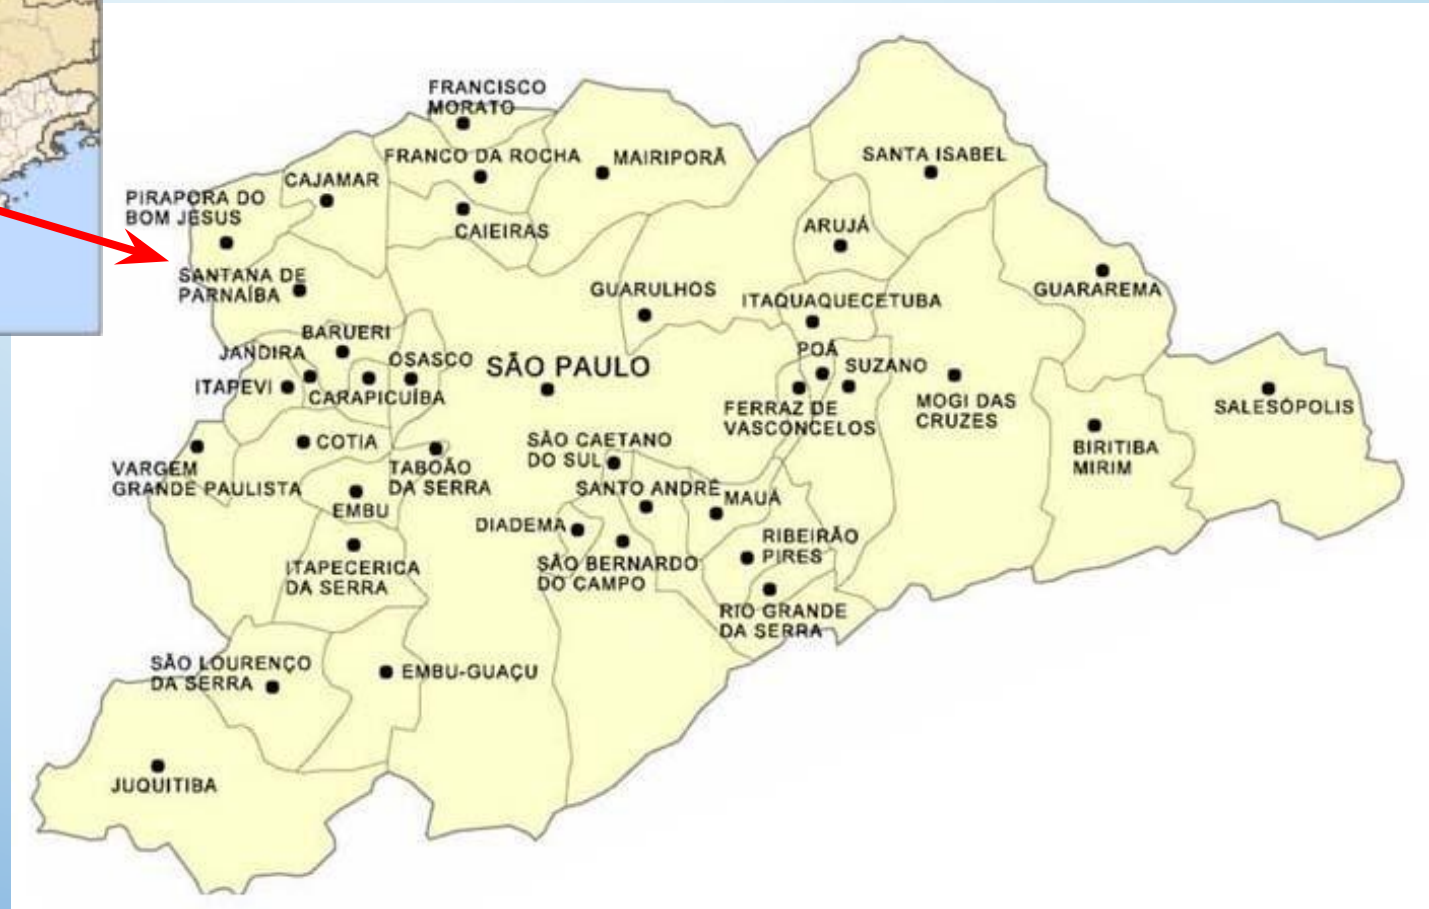 FRANCISCO
MORATO
FRANCO DA ROCHA
MAIRIPORÃ
SANTA ISABEL
CAJAMAR
PIRAPORA DO
BOM JESUS
CAIEIRAS
ARUJÁ
SANTANA DE
PARNAÍBA
GUARULHOS
ITAQUAQUECETUBA
GUARAREMA
BARUERI
JANDIRA
OSASCO
SÃO PAULO
POÁ
SUZANO
ITAPEVI
CARAPICUÍBA
FERRAZ DE
VASCONCELOS
MOGI DAS
CRUZES
SALESÓPOLIS
COTIA
SÃO CAETANO
DO SUL
BIRITIBA
MIRIM
VARGEM
GRANDE PAULISTA
TABOÃO
DA SERRA
SANTO ANDRÉ
MAUÁ
EMBU
DIADEMA
RIBEIRÃO
PIRES
ITAPECERICA
DA SERRA
SÃO BERNARDO
DO CAMPO
RIO GRANDE
DA SERRA
SÃO LOURENÇO
DA SERRA
EMBU-GUAÇU
JUQUITIBA